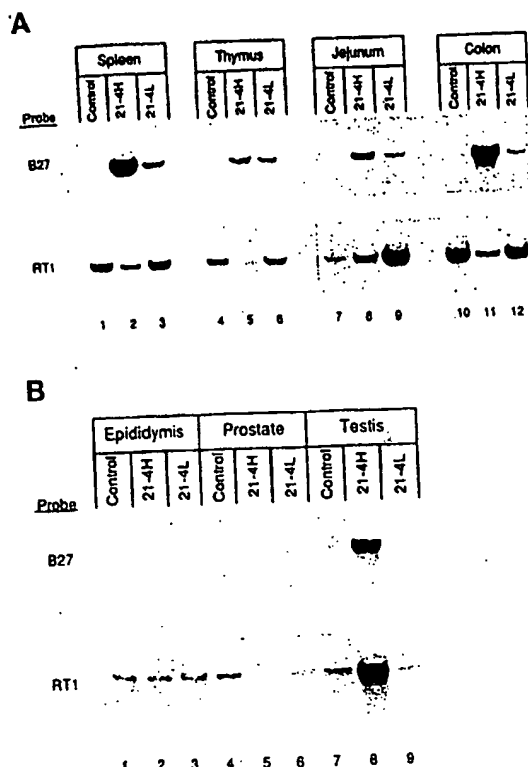 A
Spleen Thymus Jejunum Colon
Control 21-4H 21-4L Control 21-4H 21-4L Control 21-4H 21-4L Control 21-4H 21-4L
Probe
B27
RT1
1 2 3 4 5 6 7 8 9 10 11 12
B
Epididymis Prostate Testis
Control 21-4H 21-4L Control 21-4H 21-4L Control 21-4H 21-4L
Probe
B27
RT1
1 2 3 4 5 6 7 8 9